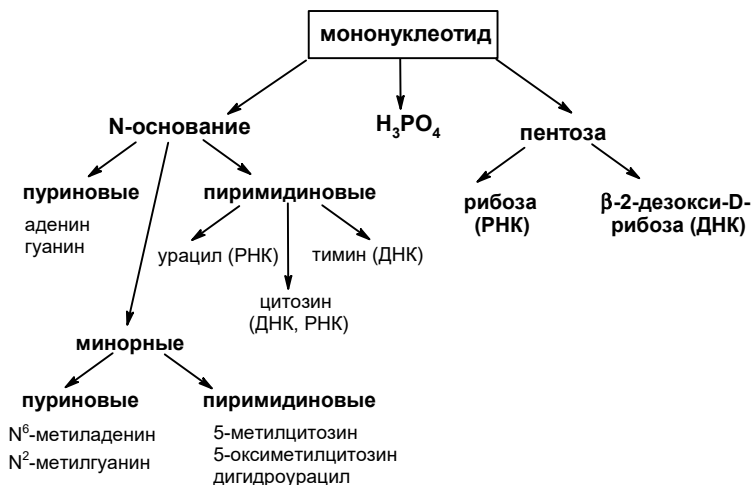 мононуклеотид
N-основание
H₃PO₄
пентоза
пуриновые
аденин
гуанин
пиримидиновые
урацил (РНК)
тимин (ДНК)
цитозин
(ДНК, РНК)
рибоза
(РНК)
β-2-дезокси-D-
рибоза (ДНК)
минорные
пуриновые
N⁶-метиладенин
N²-метилгуанин
пиримидиновые
5-метилцитозин
5-оксиметилцитозин
дигидроурацил